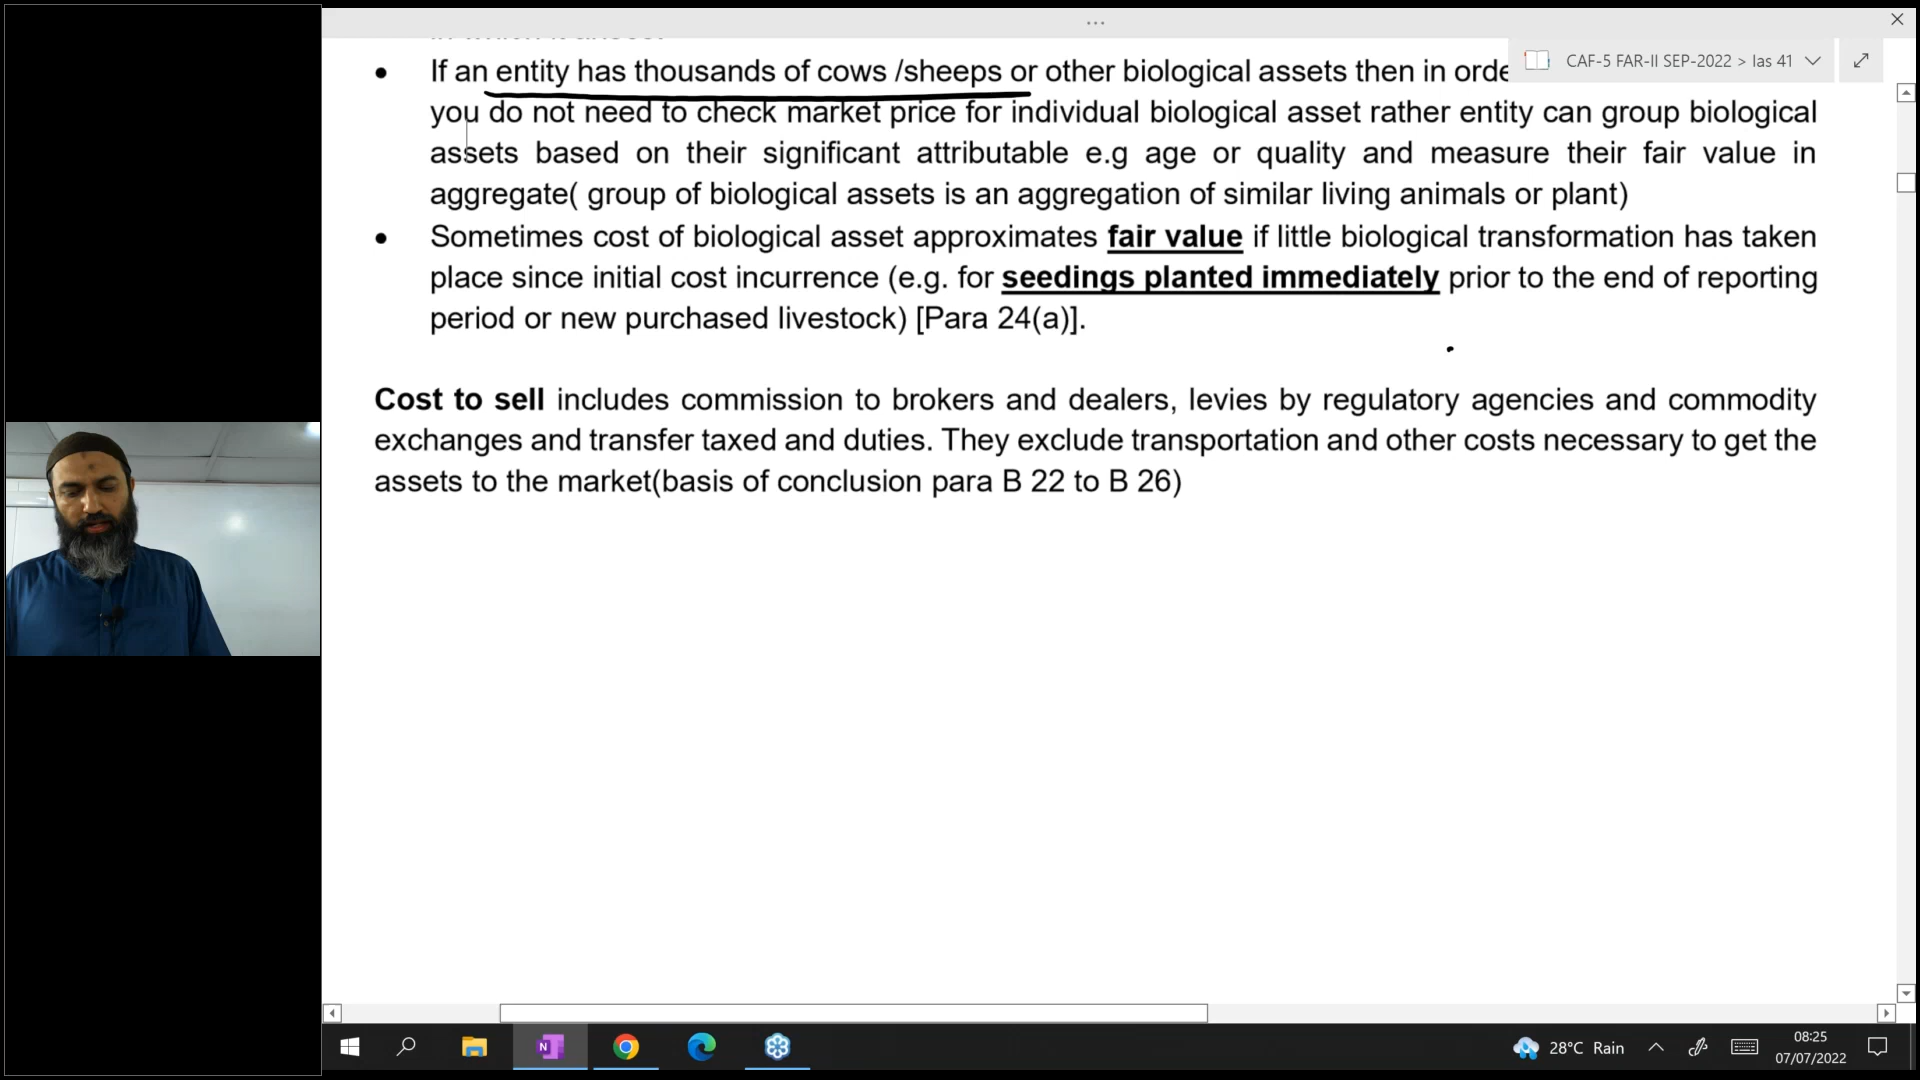 If an entity has thousands of cows /sheeps or other biological assets then in orde
CAF-5 FAR-II SEP-2022 > Ias 41
you do not need to check market price for individual biological asset rather entity can group biological
assets based on their significant attributable e.g age or quality and measure their fair value in
aggregate( group of biological assets is an aggregation of similar living animals or plant)
Sometimes cost of biological asset approximates fair value if little biological transformation has taken
place since initial cost incurrence (e.g. for seedings planted immediately prior to the end of reporting
period or new purchased livestock) [Para 24(a)].
Cost to sell includes commission to brokers and dealers, levies by regulatory agencies and commodity
exchanges and transfer taxed and duties. They exclude transportation and other costs necessary to get the
assets to the market(basis of conclusion para B 22 to B 26)
N
28°C Rain
08:25
07/07/2022